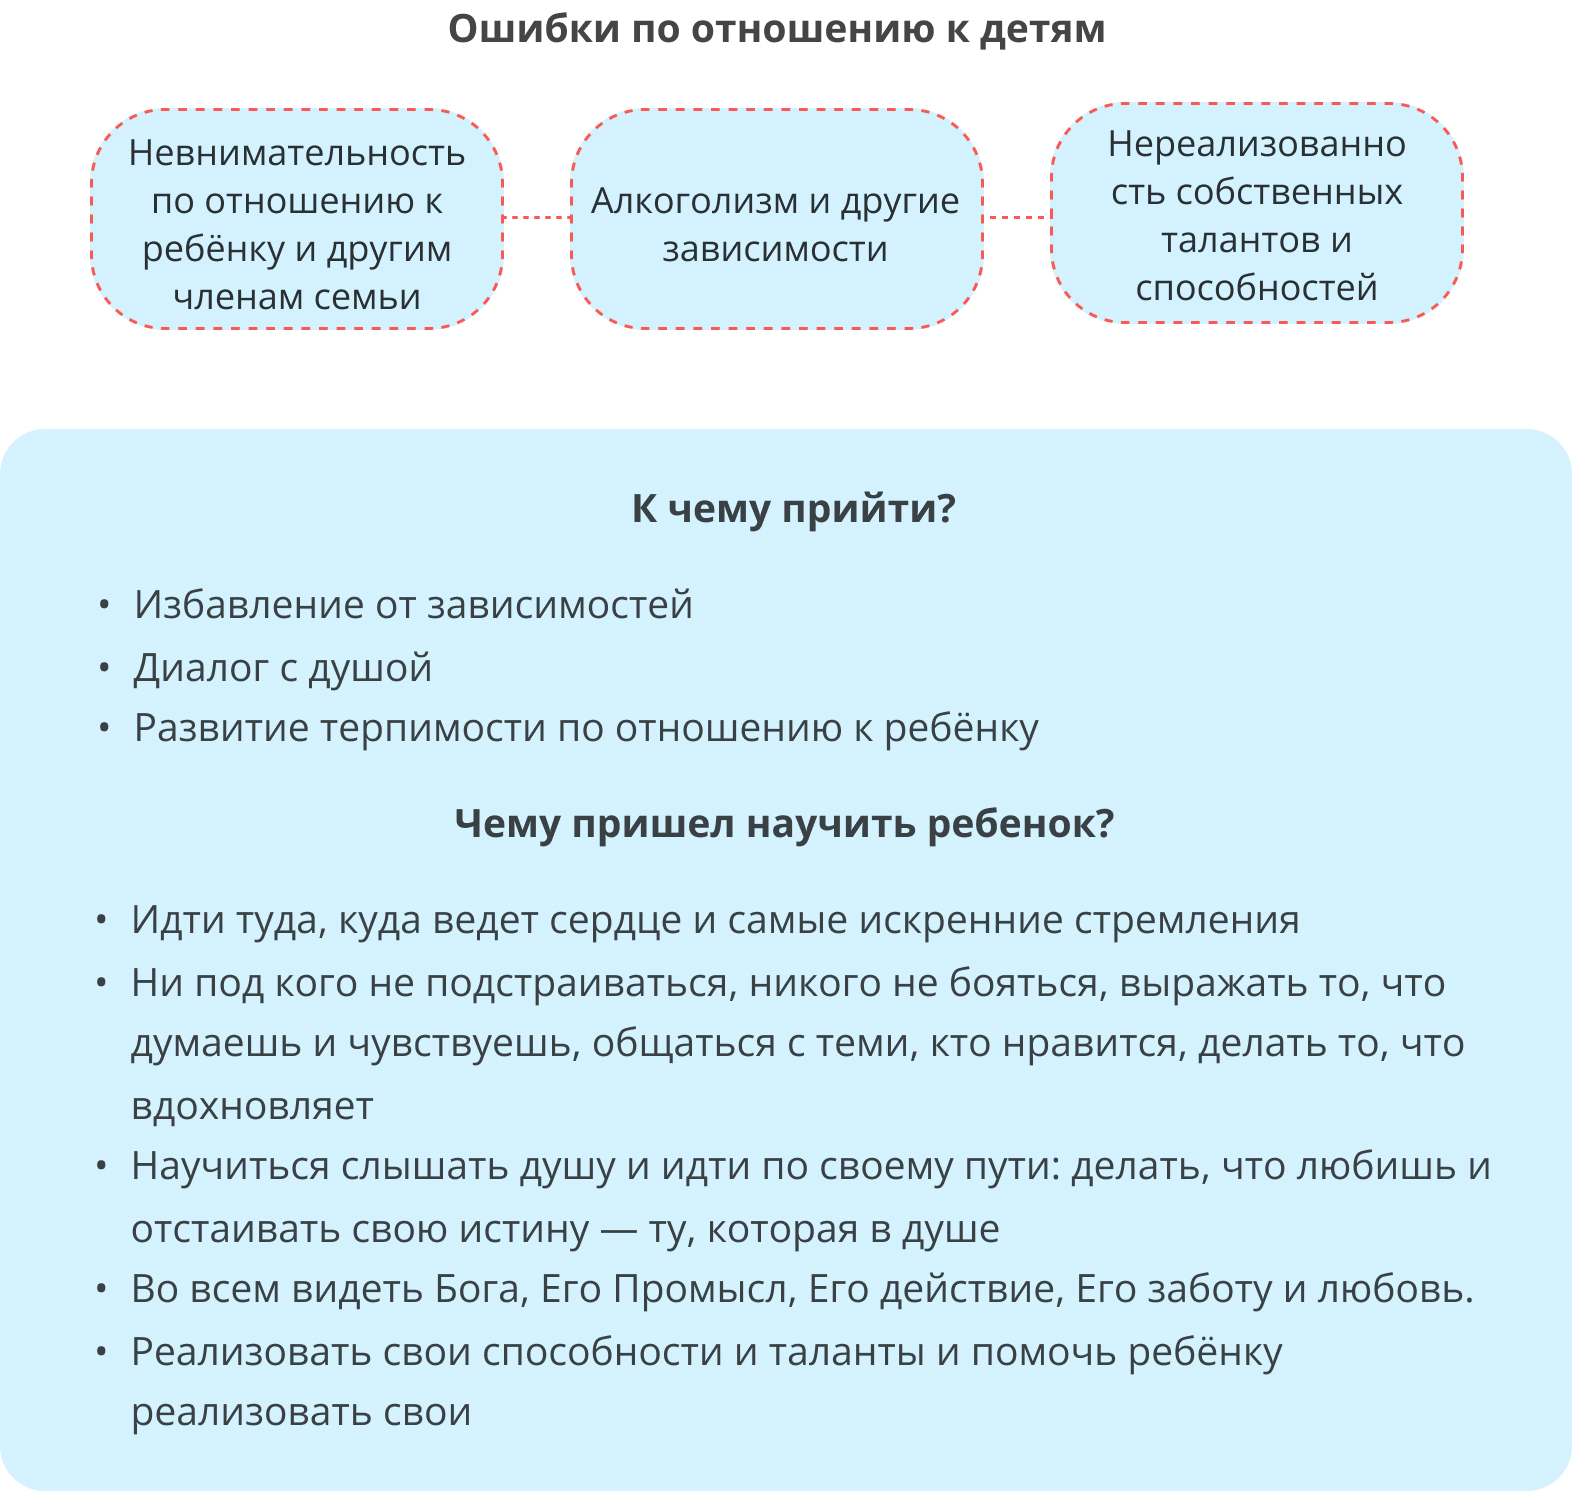 Ошибки по отношению к детям
Невнимательность
по отношению к
ребёнку и другим
членам семьи
Алкоголизм и другие
зависимости
Нереализованно
сть собственных
талантов и
способностей
К чему прийти?
• Избавление от зависимостей
• Диалог с душой
• Развитие терпимости по отношению к ребёнку
Чему пришел научить ребенок?
• Идти туда, куда ведет сердце и самые искренние стремления
• Ни под кого не подстраиваться, никого не бояться, выражать то, что
думаешь и чувствуешь, общаться с теми, кто нравится, делать то, что
вдохновляет
• Научиться слышать душу и идти по своему пути: делать, что любишь и
отстаивать свою истину — ту, которая в душе
• Во всем видеть Бога, Его Промысл, Его действие, Его заботу и любовь.
• Реализовать свои способности и таланты и помочь ребёнку
реализовать свои